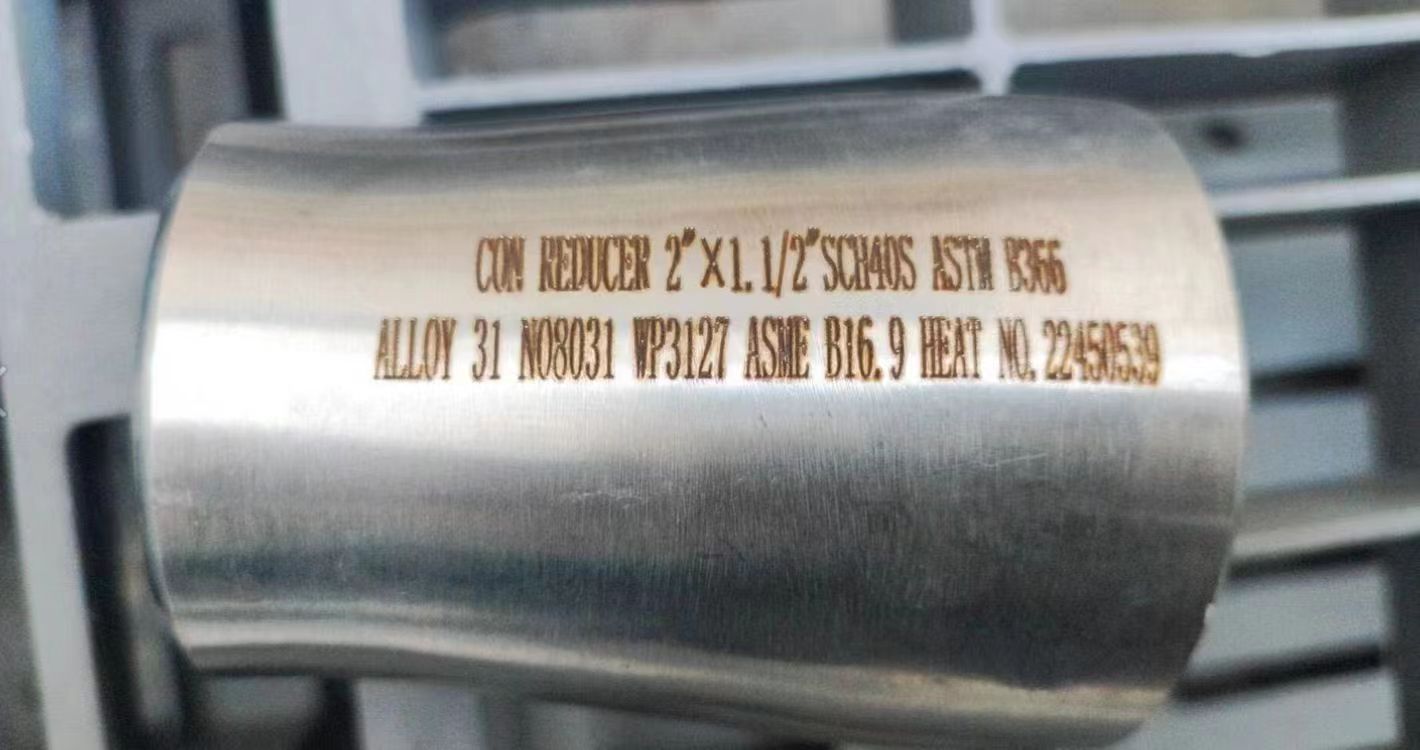 CON REDUCER 2"X1.1/2"SCH40S ASTM B366
ALLOY 31 N08031 WP3127 ASME B16.9 HEAT NO. 22450539